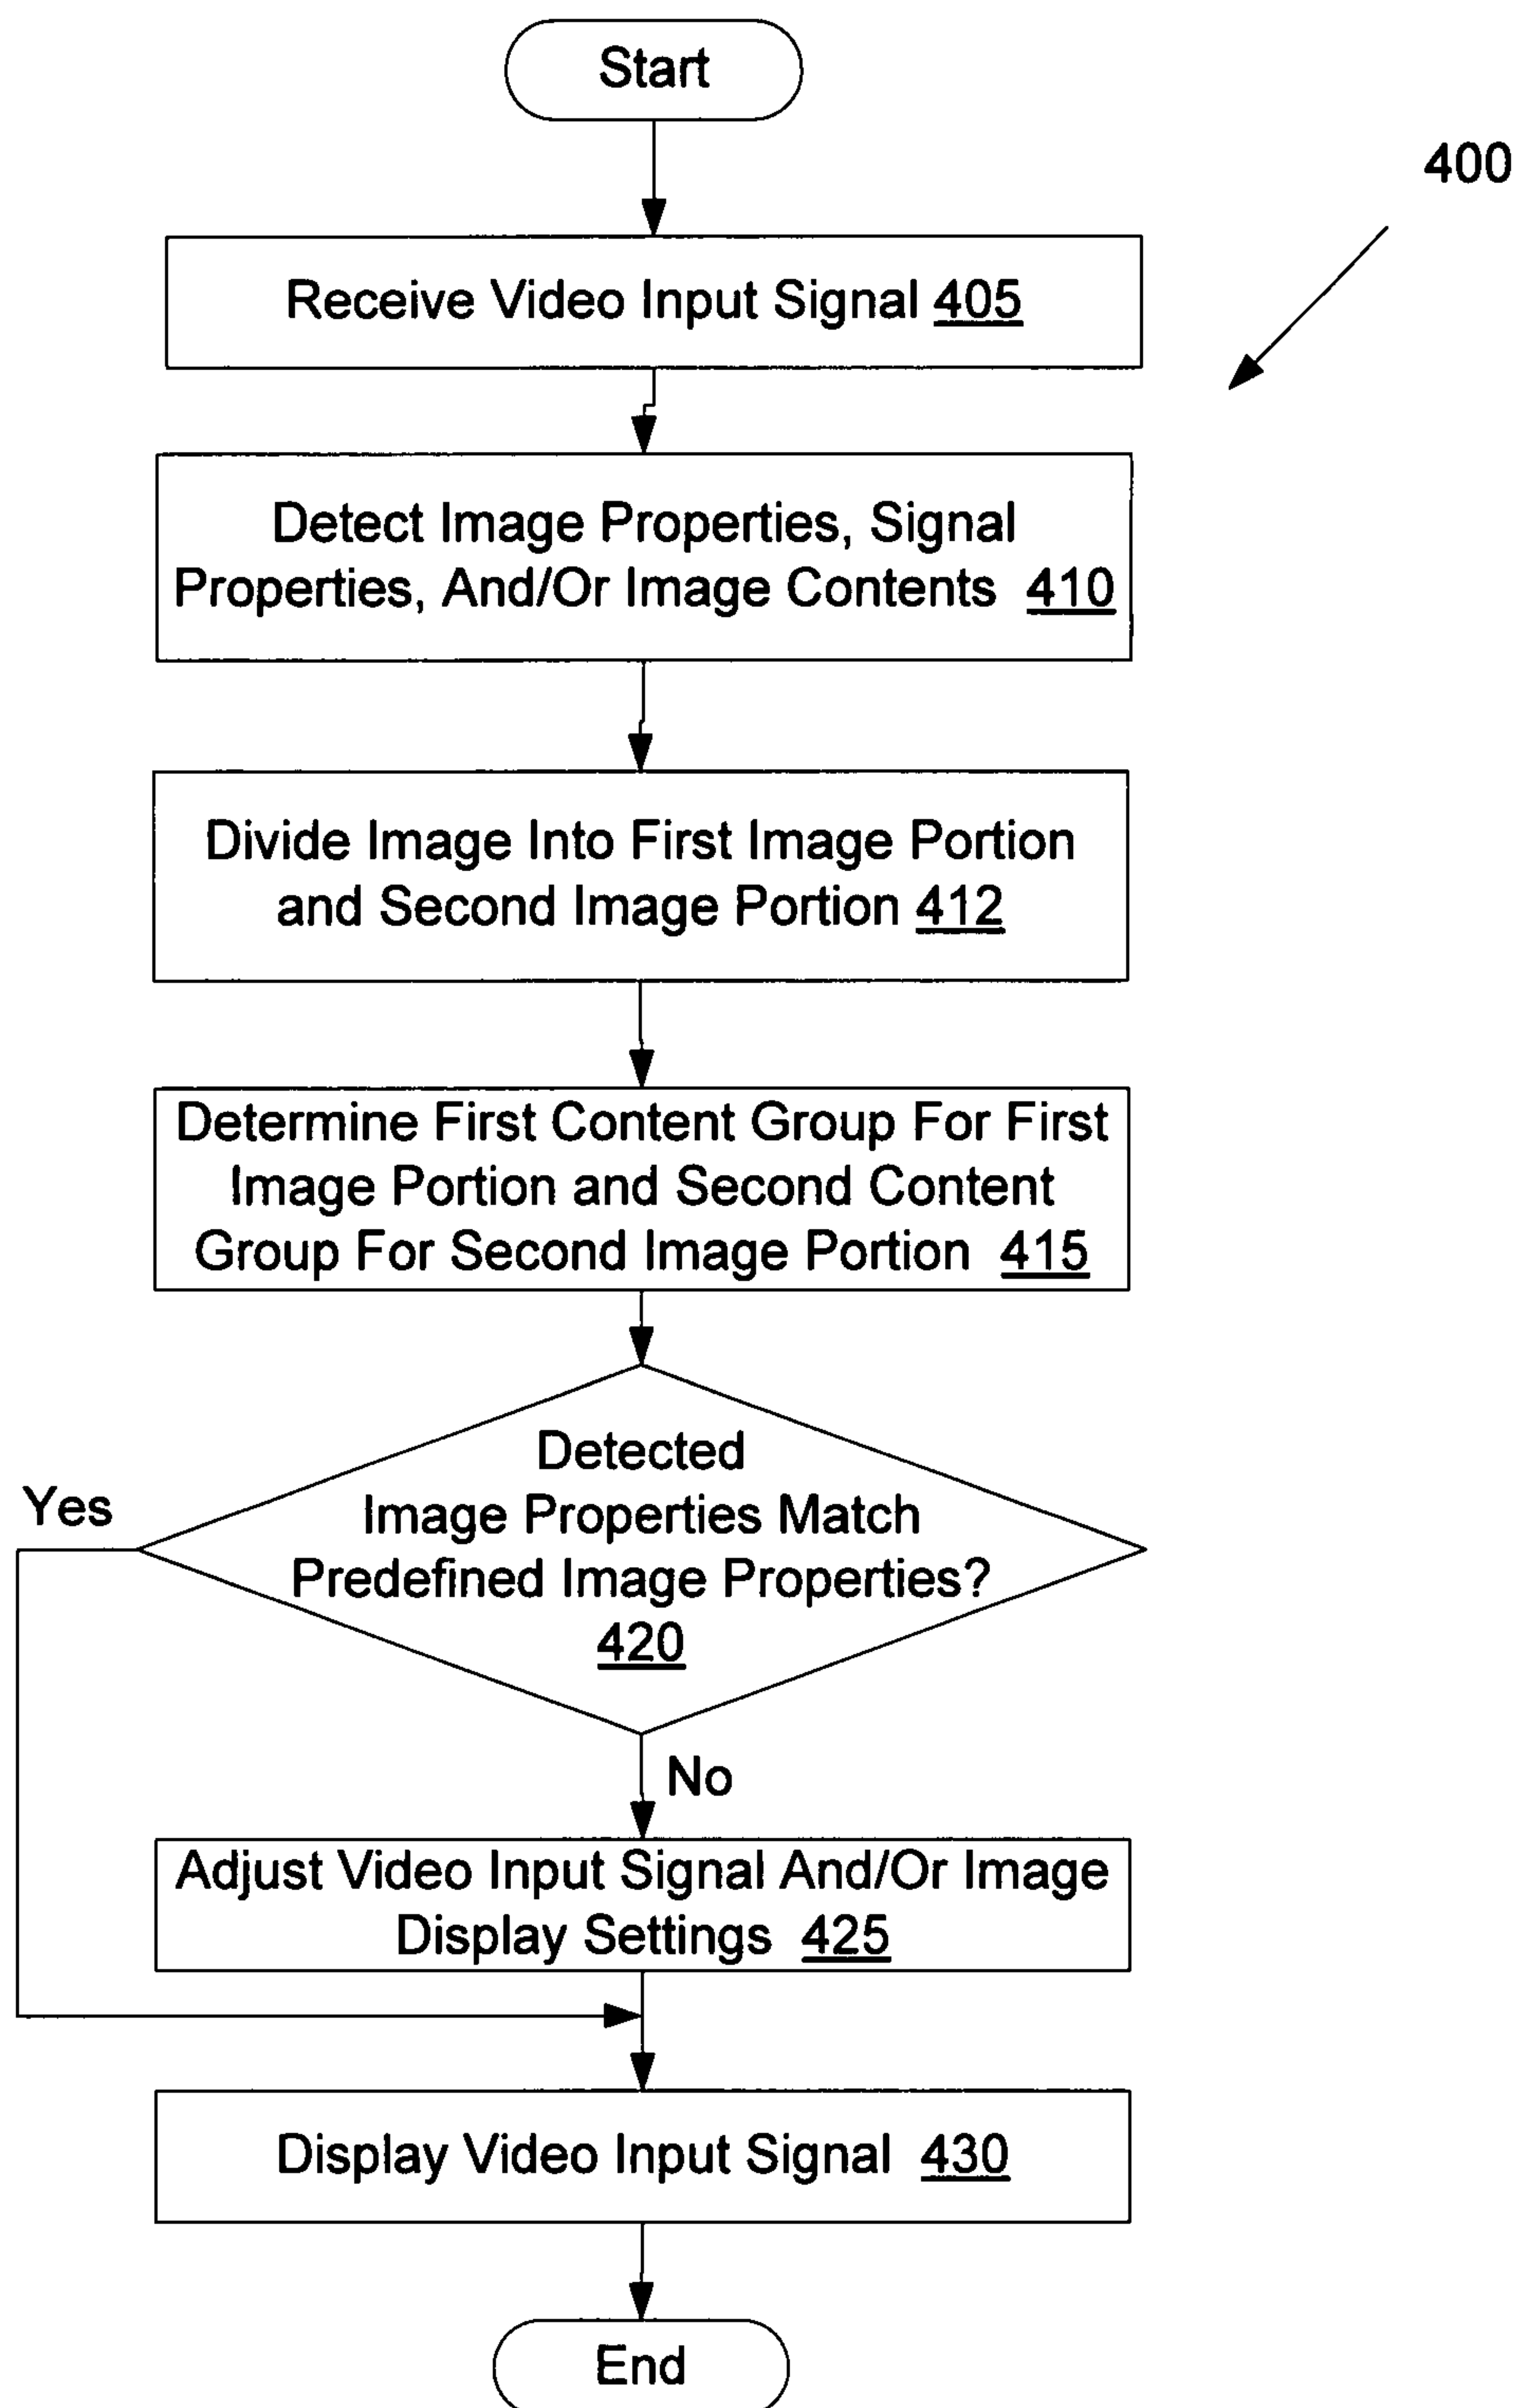 Start
400
Receive Video Input Signal 405
Detect Image Properties, Signal
Properties, And/Or Image Contents 410
Divide Image Into First Image Portion
and Second Image Portion 412
Determine First Content Group For First
Image Portion and Second Content
Group For Second Image Portion 415
Detected
Image Properties Match
Predefined Image Properties?
420
Yes
No
Adjust Video Input Signal And/Or Image
Display Settings 425
Display Video Input Signal 430
End